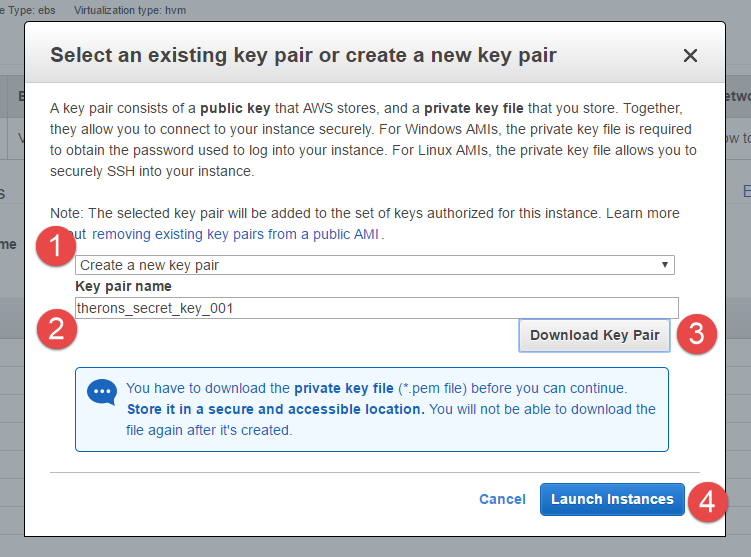 e Type: ebs Virtualization type: hvm
Select an existing key pair or create a new key pair
A key pair consists of a public key that AWS stores, and a private key file that you store. Together,
they allow you to connect to your instance securely. For Windows AMIs, the private key file is required
to obtain the password used to log into your instance. For Linux AMIs, the private key file allows you to
securely SSH into your instance.
Note: The selected key pair will be added to the set of keys authorized for this instance. Learn more
ut removing existing key pairs from a public AMI.
1
Create a new key pair
Key pair name
therons_secret_key_001
2
Download Key Pair
3
You have to download the private key file (*.pem file) before you can continue.
Store it in a secure and accessible location. You will not be able to download the
file again after it's created.
Cancel
Launch Instances
4